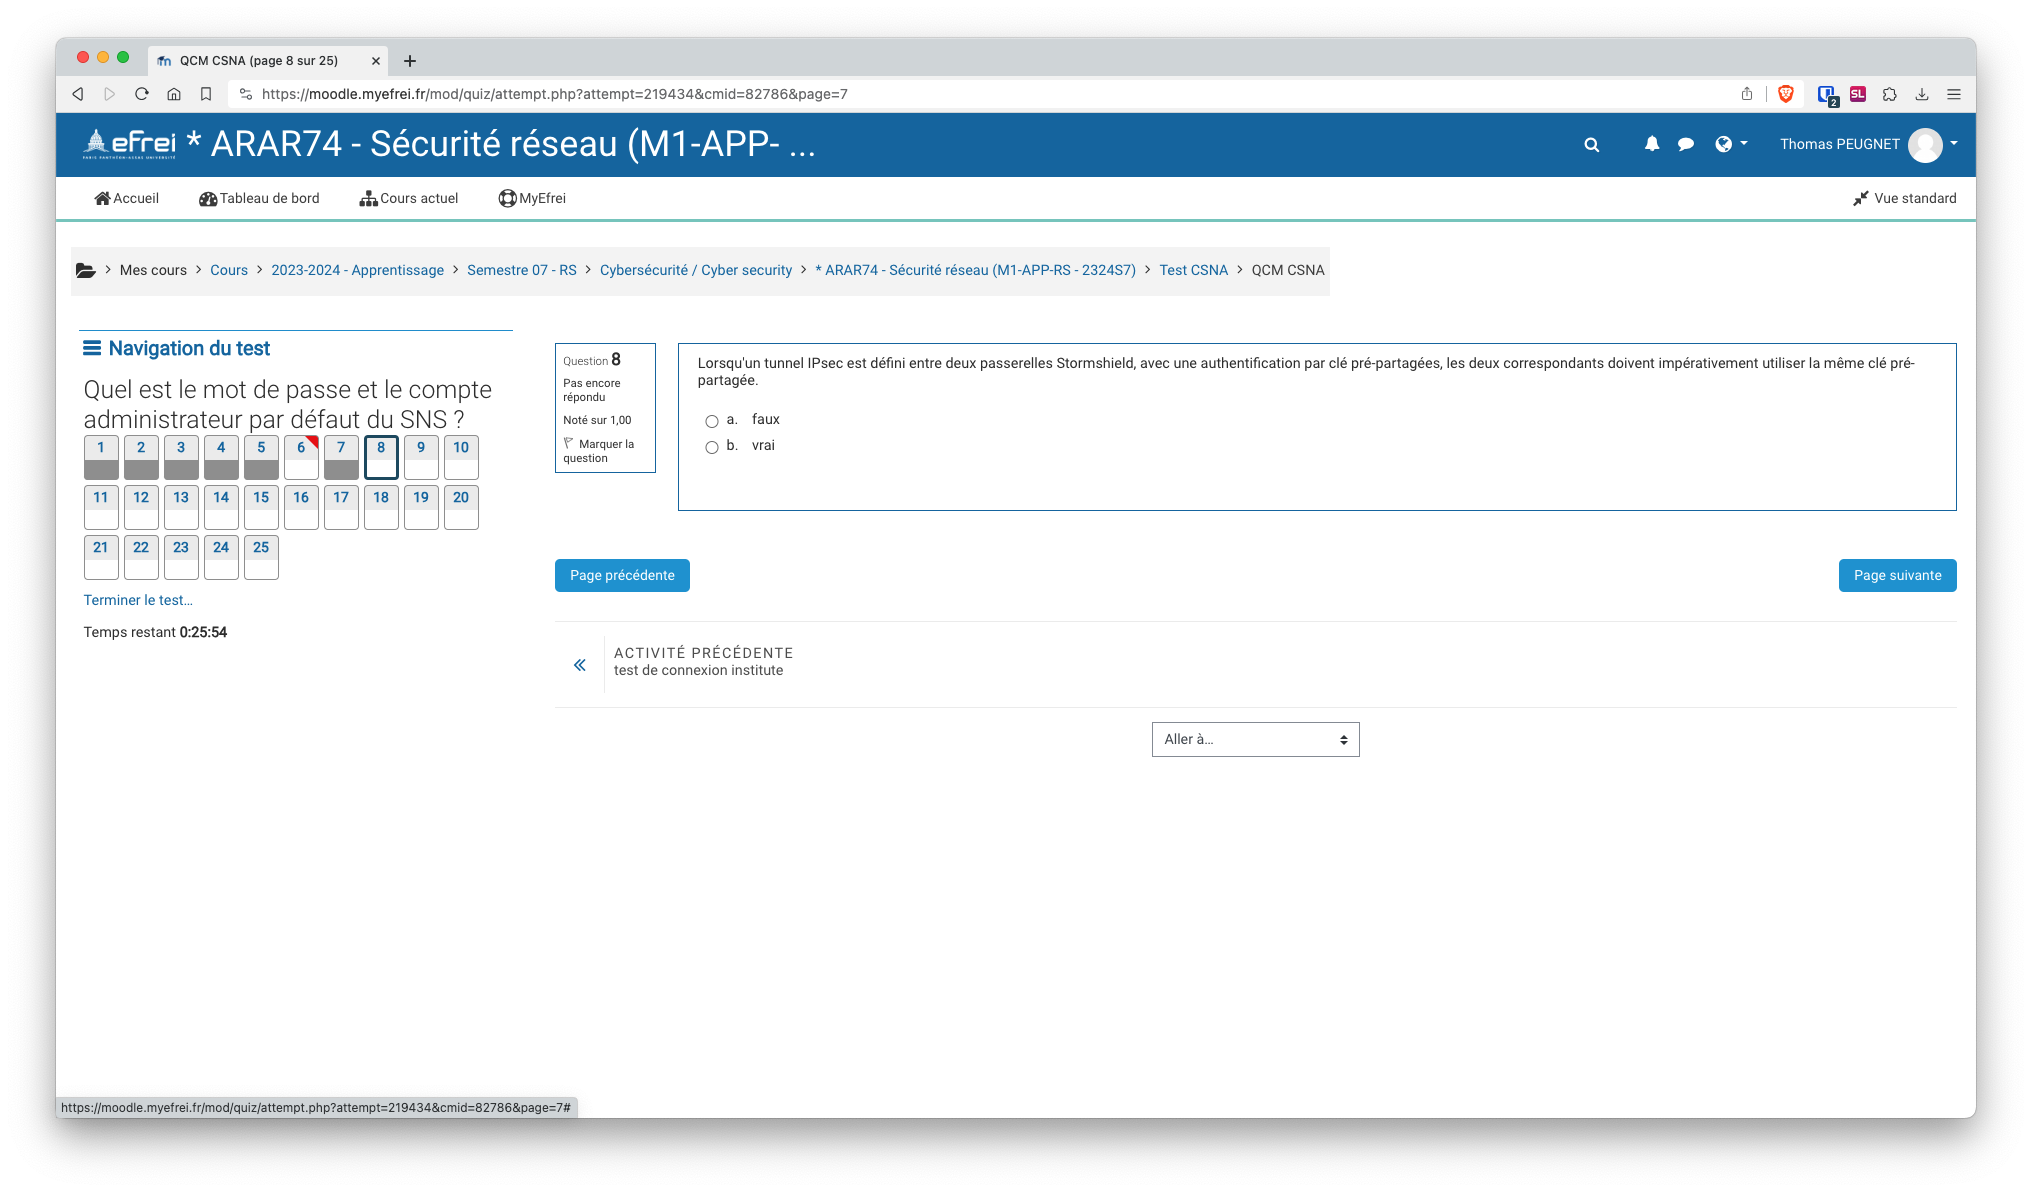 QCM CSNA (page 8 sur 25)
https://moodle.myefrei.fr/mod/quiz/attempt.php?attempt=219434&cmid=82786&page=7
SL
2
efrei
PARIS PANTHÉON-ASSAS UNIVERSITÉ
* ARAR74 - Sécurité réseau (M1-APP- ...
Thomas PEUGNET
Accueil
Tableau de bord
Cours actuel
MyEfrei
Vue standard
Mes cours > Cours > 2023-2024 - Apprentissage > Semestre 07 - RS > Cybersécurité / Cyber security > * ARAR74 - Sécurité réseau (M1-APP-RS - 2324S7) > Test CSNA > QCM CSNA
Navigation du test
Quel est le mot de passe et le compte
administrateur par défaut du SNS ?
1 2 3 4 5 6 7 8 9 10
11 12 13 14 15 16 17 18 19 20
21 22 23 24 25
Terminer le test…
Temps restant 0:25:54
Question 8
Pas encore
répondu
Noté sur 1,00
Marquer la
question
Lorsqu'un tunnel IPsec est défini entre deux passerelles Stormshield, avec une authentification par clé pré-partagées, les deux correspondants doivent impérativement utiliser la même clé pré-
partagée.
a. faux
b. vrai
Page précédente
Page suivante
ACTIVITÉ PRÉCÉDENTE
test de connexion institute
Aller à…
https://moodle.myefrei.fr/mod/quiz/attempt.php?attempt=219434&cmid=82786&page=7#